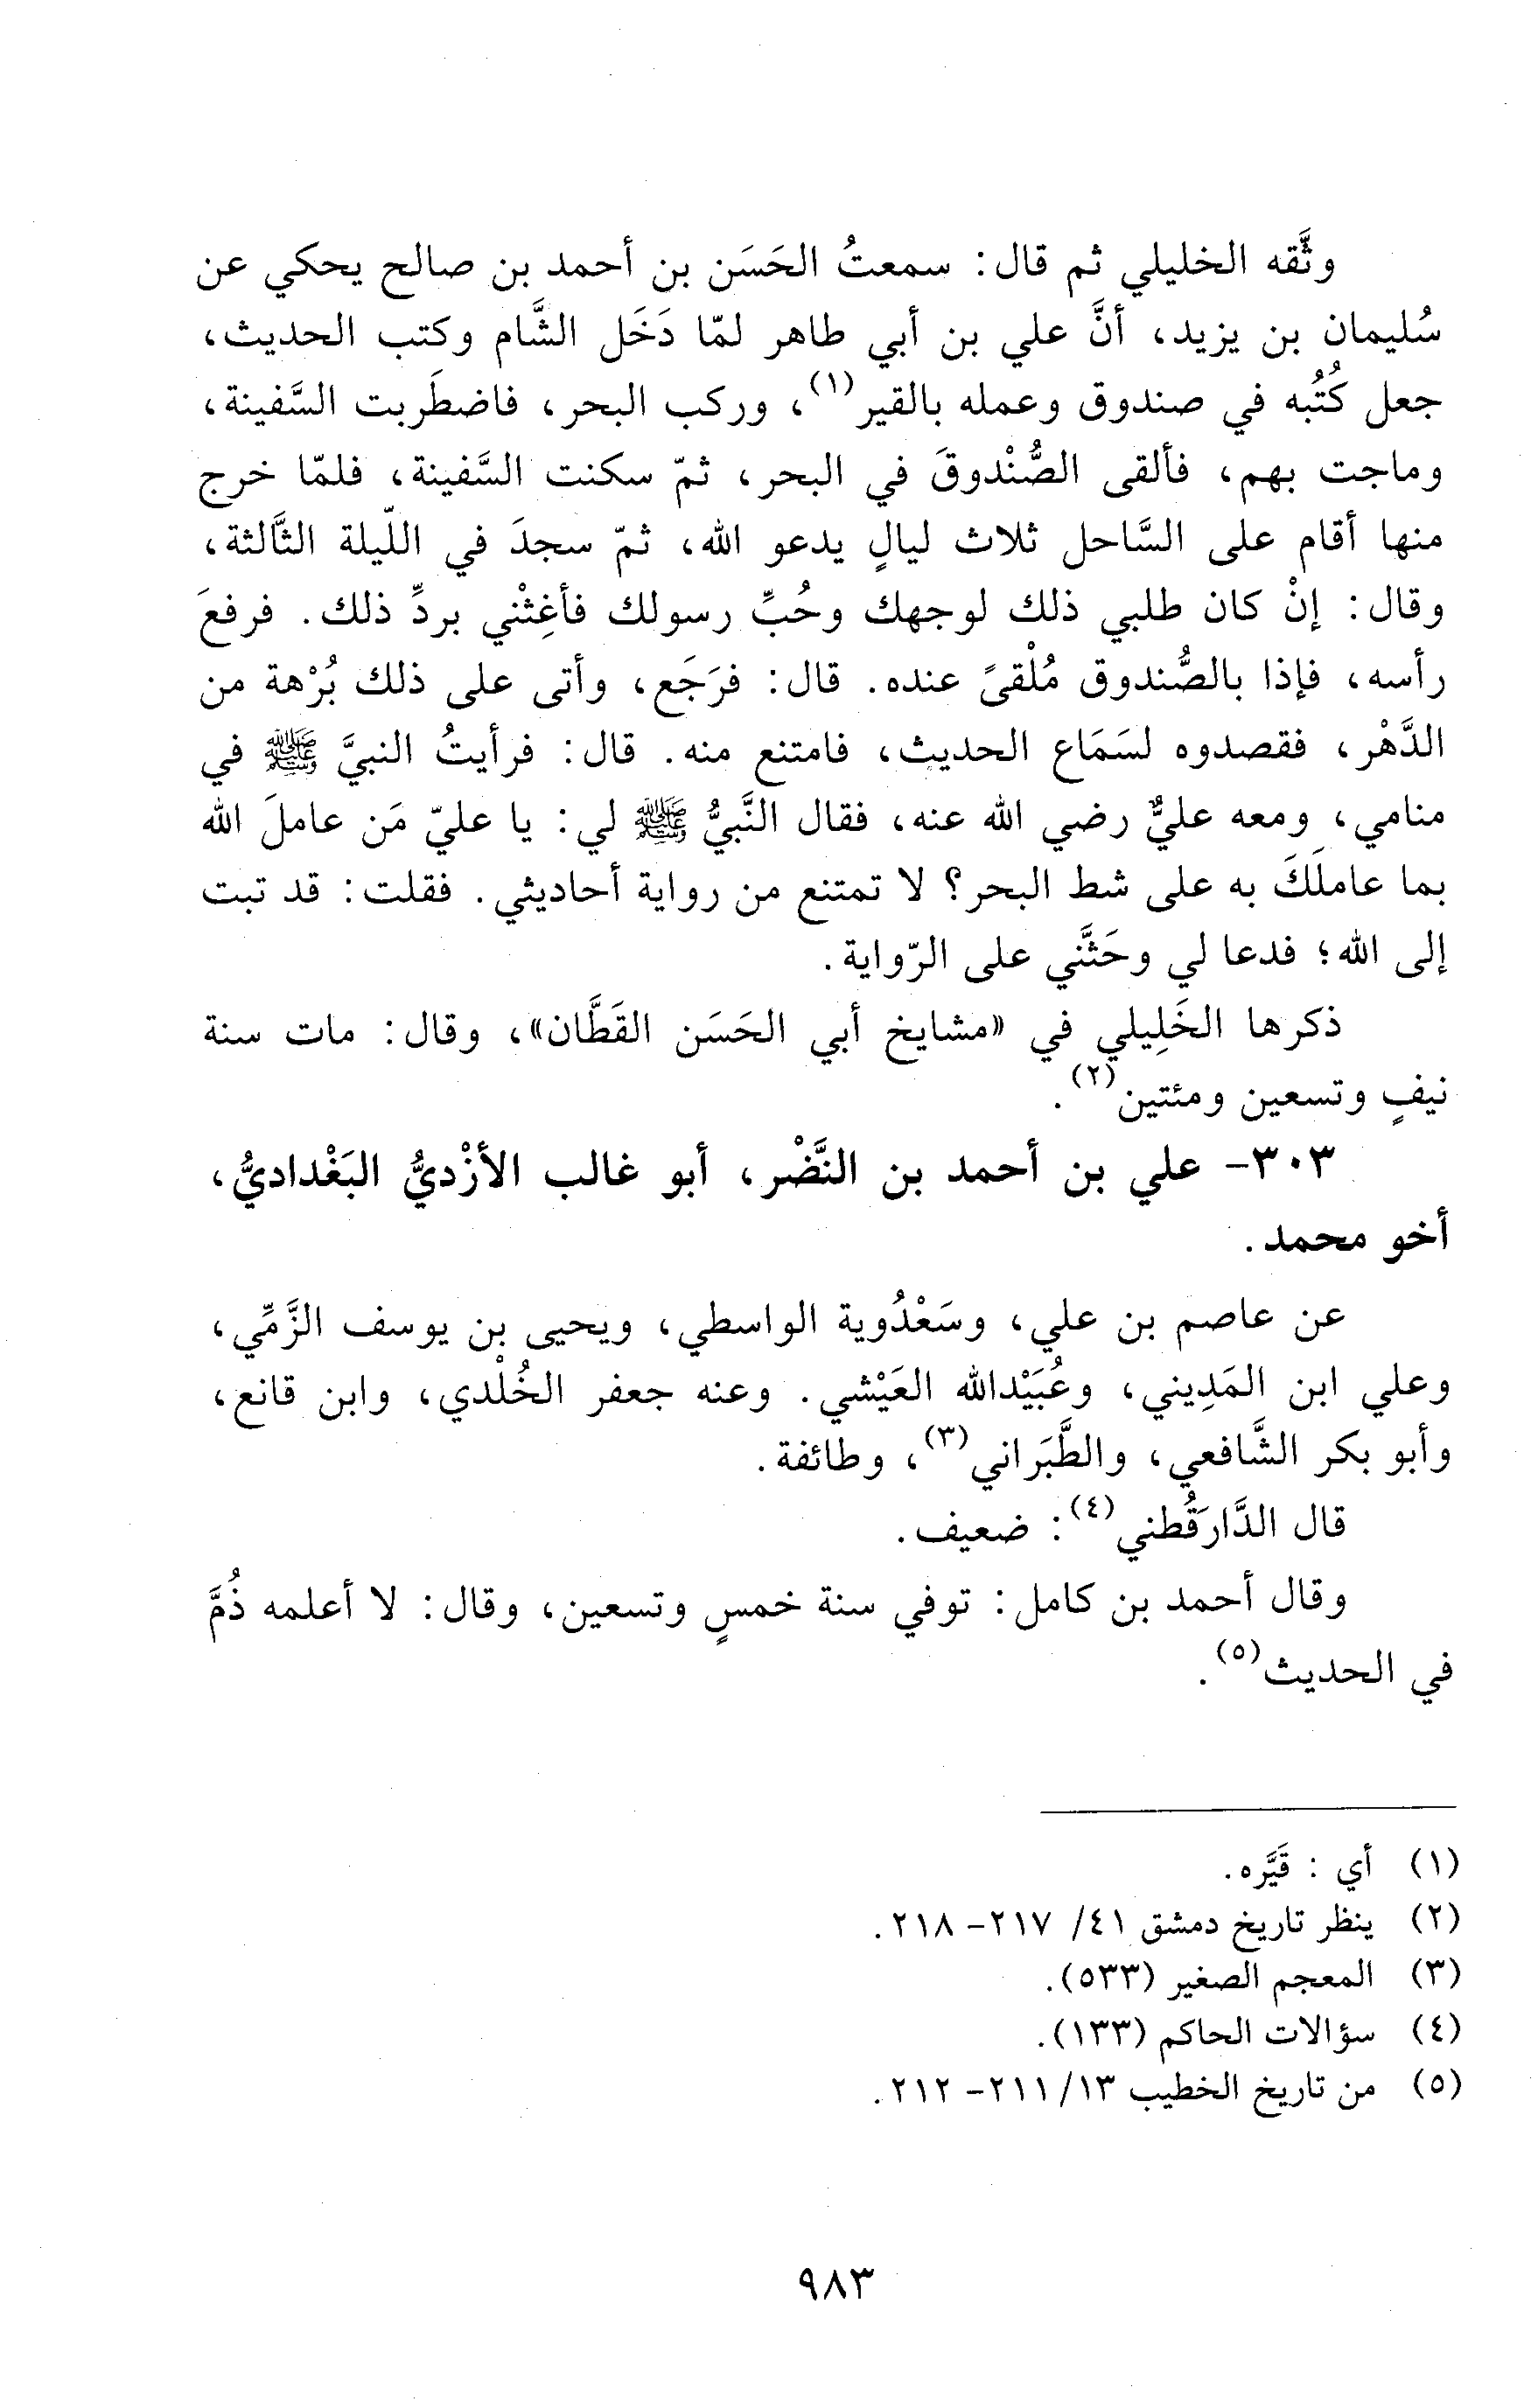 وثَّقه الخليلي ثم قال: سمعتُ الحَسَن بن أحمد بن صالح يحكي عن
سُليمان بن يزيد، أنَّ علي بن أبي طاهر لمّا دَخَل الشَّام وكتب الحديث،
جعل كُتُبه في صندوق وعمله بالقير(١)، وركب البحر، فاضطَربت السَّفينة،
وماجت بهم، فألقى الصُّنْدوقَ في البحر، ثمّ سكنت السَّفينة، فلمّا خرج
منها أقام على السَّاحل ثلاث ليالٍ يدعو الله، ثمّ سجدَ في اللّيلة الثَّالثة،
وقال: إنْ كان طلبي ذلك لوجهك وحُبِّ رسولك فأغِثْني بردِّ ذلك. فرفعَ
رأسه، فإذا بالصُّندوق مُلْقىً عنده. قال: فرَجَع، وأتى على ذلك بُرْهة من
الدَّهْر، فقصدوه لسَمَاع الحديث، فامتنع منه. قال: فرأيتُ النبيَّ ﷺ في
منامي، ومعه عليٌّ رضي الله عنه، فقال النَّبيُّ ﷺ لي: يا عليّ مَن عاملَ الله
بما عاملَكَ به على شط البحر؟ لا تمتنع من رواية أحاديثي. فقلت: قد تبت
إلى الله؛ فدعا لي وحَثَّني على الرّواية.
ذكرها الخَلِيلي في «مشايخ أبي الحَسَن القَطَّان»، وقال: مات سنة
نيفٍ وتسعين ومئتين(٢).
٣٠٣- علي بن أحمد بن النَّضْر، أبو غالب الأزْديُّ البَغْداديُّ،
أخو محمد.
عن عاصم بن علي، وسَعْدُوية الواسطي، ويحيى بن يوسف الزَّمِّي،
وعلي ابن المَدِيني، وعُبَيْدالله العَيْشي. وعنه جعفر الخُلْدي، وابن قانع،
وأبو بكر الشَّافعي، والطَّبَراني(٣)، وطائفة.
قال الدَّارَقُطني(٤): ضعيف.
وقال أحمد بن كامل: توفي سنة خمسٍ وتسعين، وقال: لا أعلمه ذُمَّ
في الحديث(٥).
(١) أي : قَيَّره.
(٢) ينظر تاريخ دمشق ٤١/ ٢١٧- ٢١٨.
(٣) المعجم الصغير (٥٣٣).
(٤) سؤالات الحاكم (١٣٣).
(٥) من تاريخ الخطيب ١٣/ ٢١١- ٢١٢.
٩٨٣